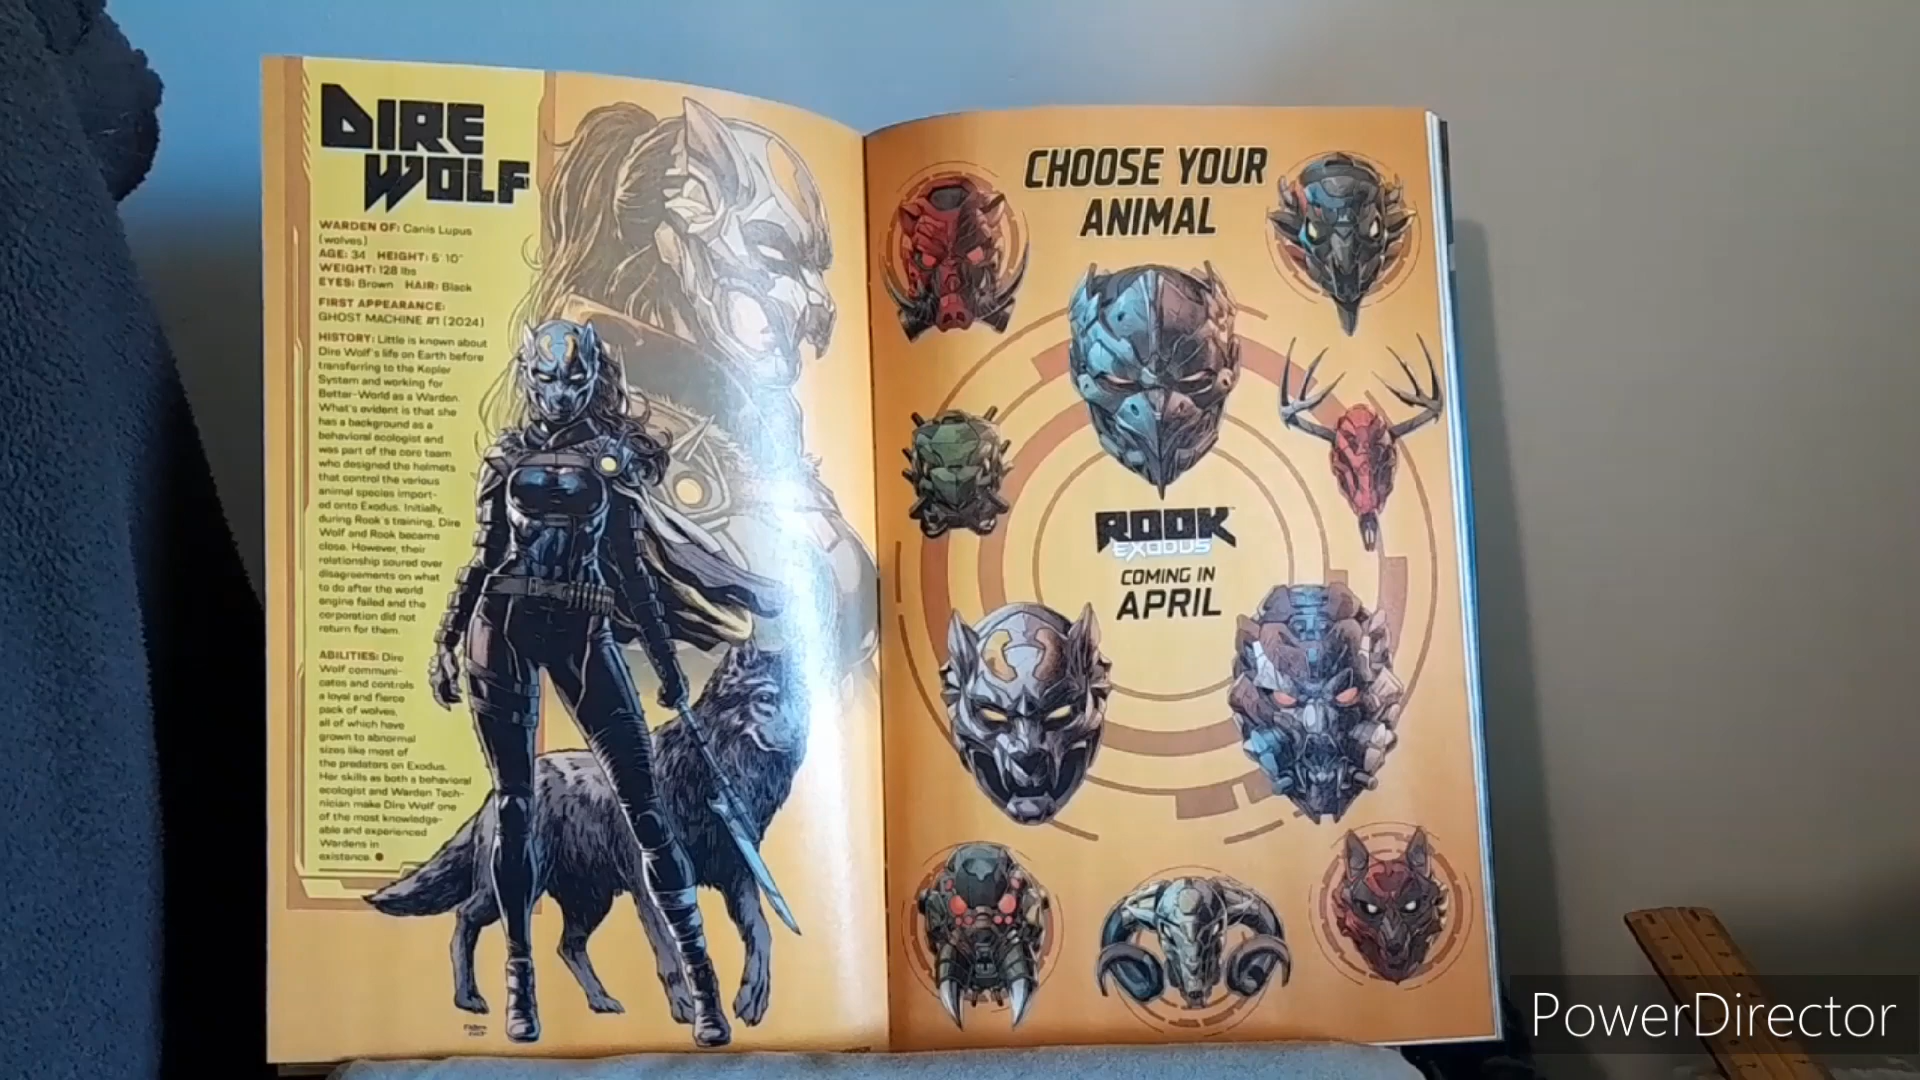 DIRE
WOLF
WARDEN OF: Canis Lupus
(wolves)
AGE: 34 HEIGHT: 5' 10"
WEIGHT: 128 lbs
EYES: Brown HAIR: Black
FIRST APPEARANCE:
GHOST MACHINE #1 (2024)
HISTORY: Little is known about
Dire Wolf's life on Earth before
transferring to the Kepler
System and working for
Better-World as a Warden.
What's evident is that she
has a background as a
behavioral ecologist and
was part of the core team
who designed the helmets
that control the various
animal species import-
ed onto Exodus. Initially,
during Rook's training, Dire
Wolf and Rook became
close. However, their
relationship soured over
disagreements on what
to do after the world
engine failed and the
corporation did not
return for them.
ABILITIES: Dire
Wolf communi-
cates and controls
a loyal and fierce
pack of wolves,
all of which have
grown to abnormal
sizes like most of
the predators on Exodus.
Her skills as both a behavioral
ecologist and Warden Tech-
nician make Dire Wolf one
of the most knowledge-
able and experienced
Wardens in
existence.
CHOOSE YOUR
ANIMAL
ROOK
EXODUS
COMING IN
APRIL
PowerDirector